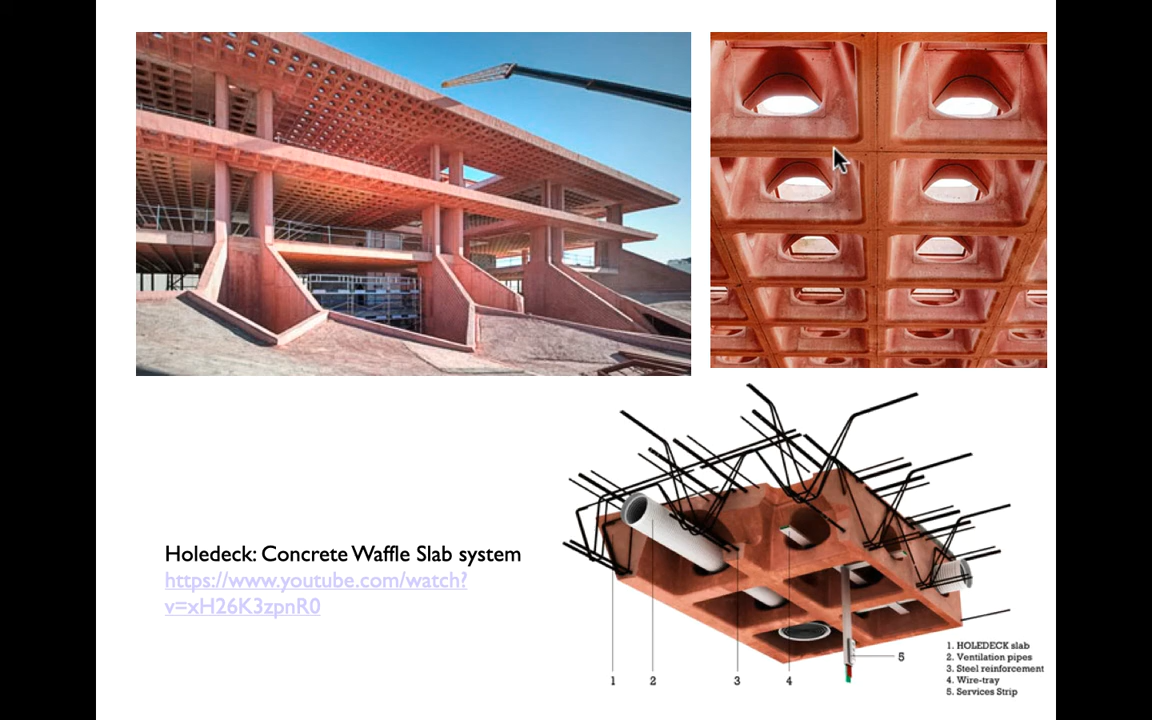 Holedeck: Concrete Waffle Slab system
https://www.youtube.com/watch?
v=xH26K3zpnR0
1 2 3 4
5
1. HOLEDECK slab
2. Ventilation pipes
3. Steel reinforcement
4. Wire-tray
5. Services Strip